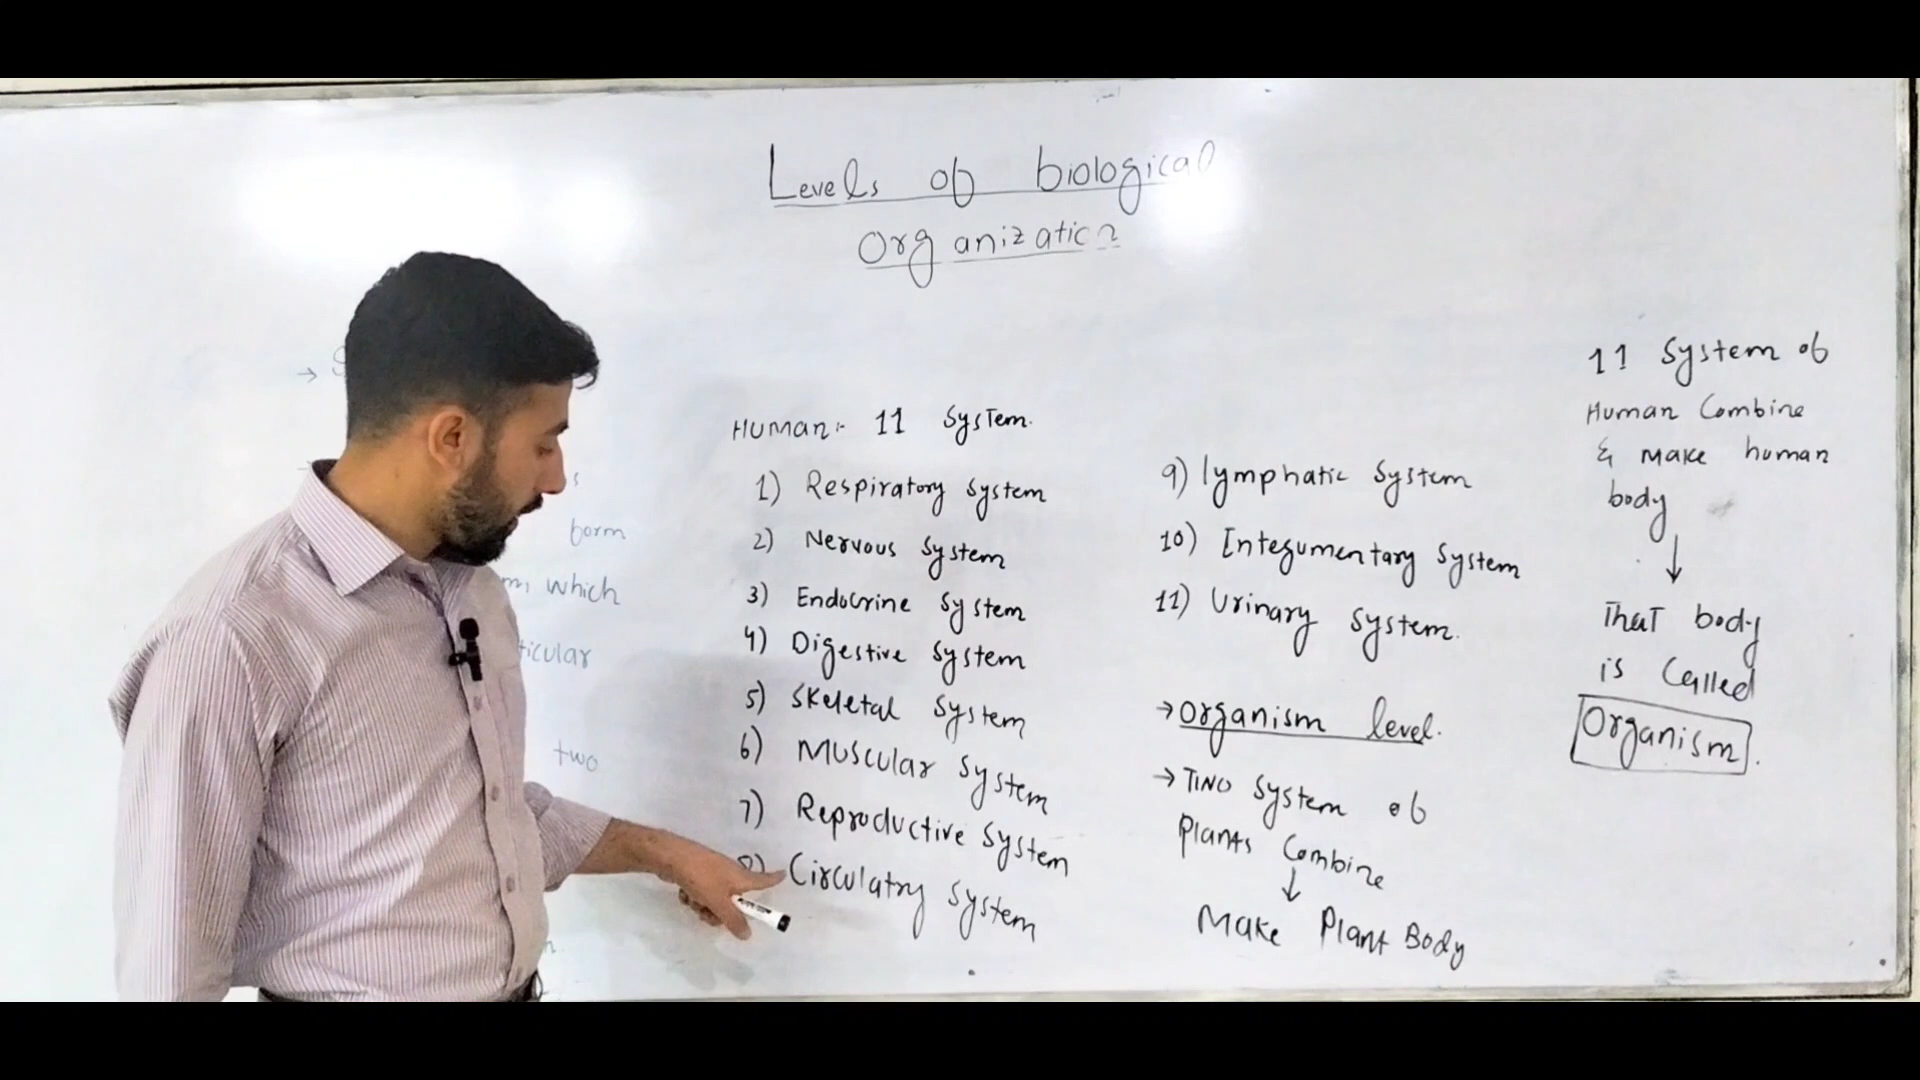 Levels of biological
Organization
form
which
ticular
two
Human:- 11 System.
1) Respiratory System
2) Nervous System
3) Endocrine System
4) Digestive System
5) Skeletal System
6) Muscular System
7) Reproductive System
8) Circulatry System
9) lymphatic System
10) Integumentary System
11) Urinary System.
→ Organism level.
→ Two System of
Plants Combine
↓
Make Plant Body
11 System of
Human Combine
& Make human
body
↓
That body
is Called
Organism.